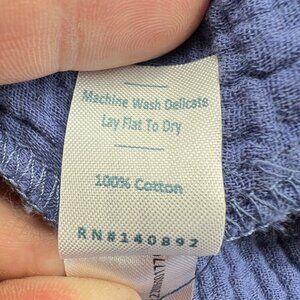 Machine Wash Delicate
Lay Flat To Dry
100% Cotton
RN#140892